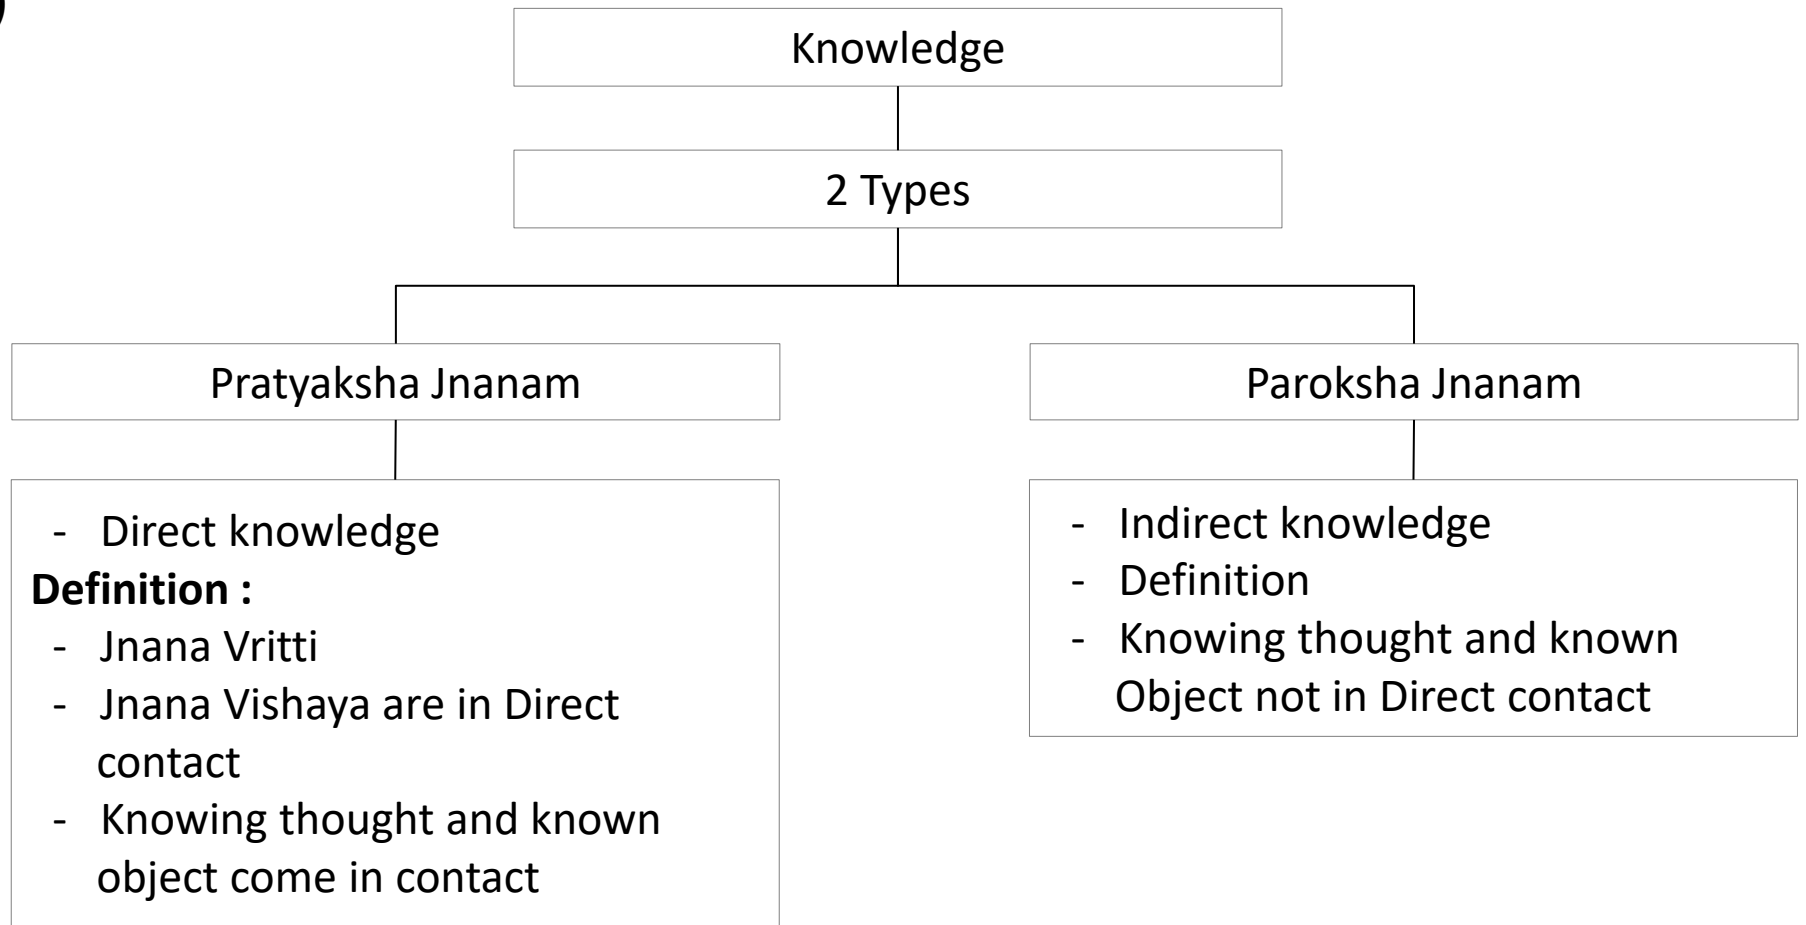 )
Knowledge
2 Types
Pratyaksha Jnanam
Paroksha Jnanam
- Direct knowledge
Definition :
- Jnana Vritti
- Jnana Vishaya are in Direct
contact
- Knowing thought and known
object come in contact
- Indirect knowledge
- Definition
- Knowing thought and known
Object not in Direct contact